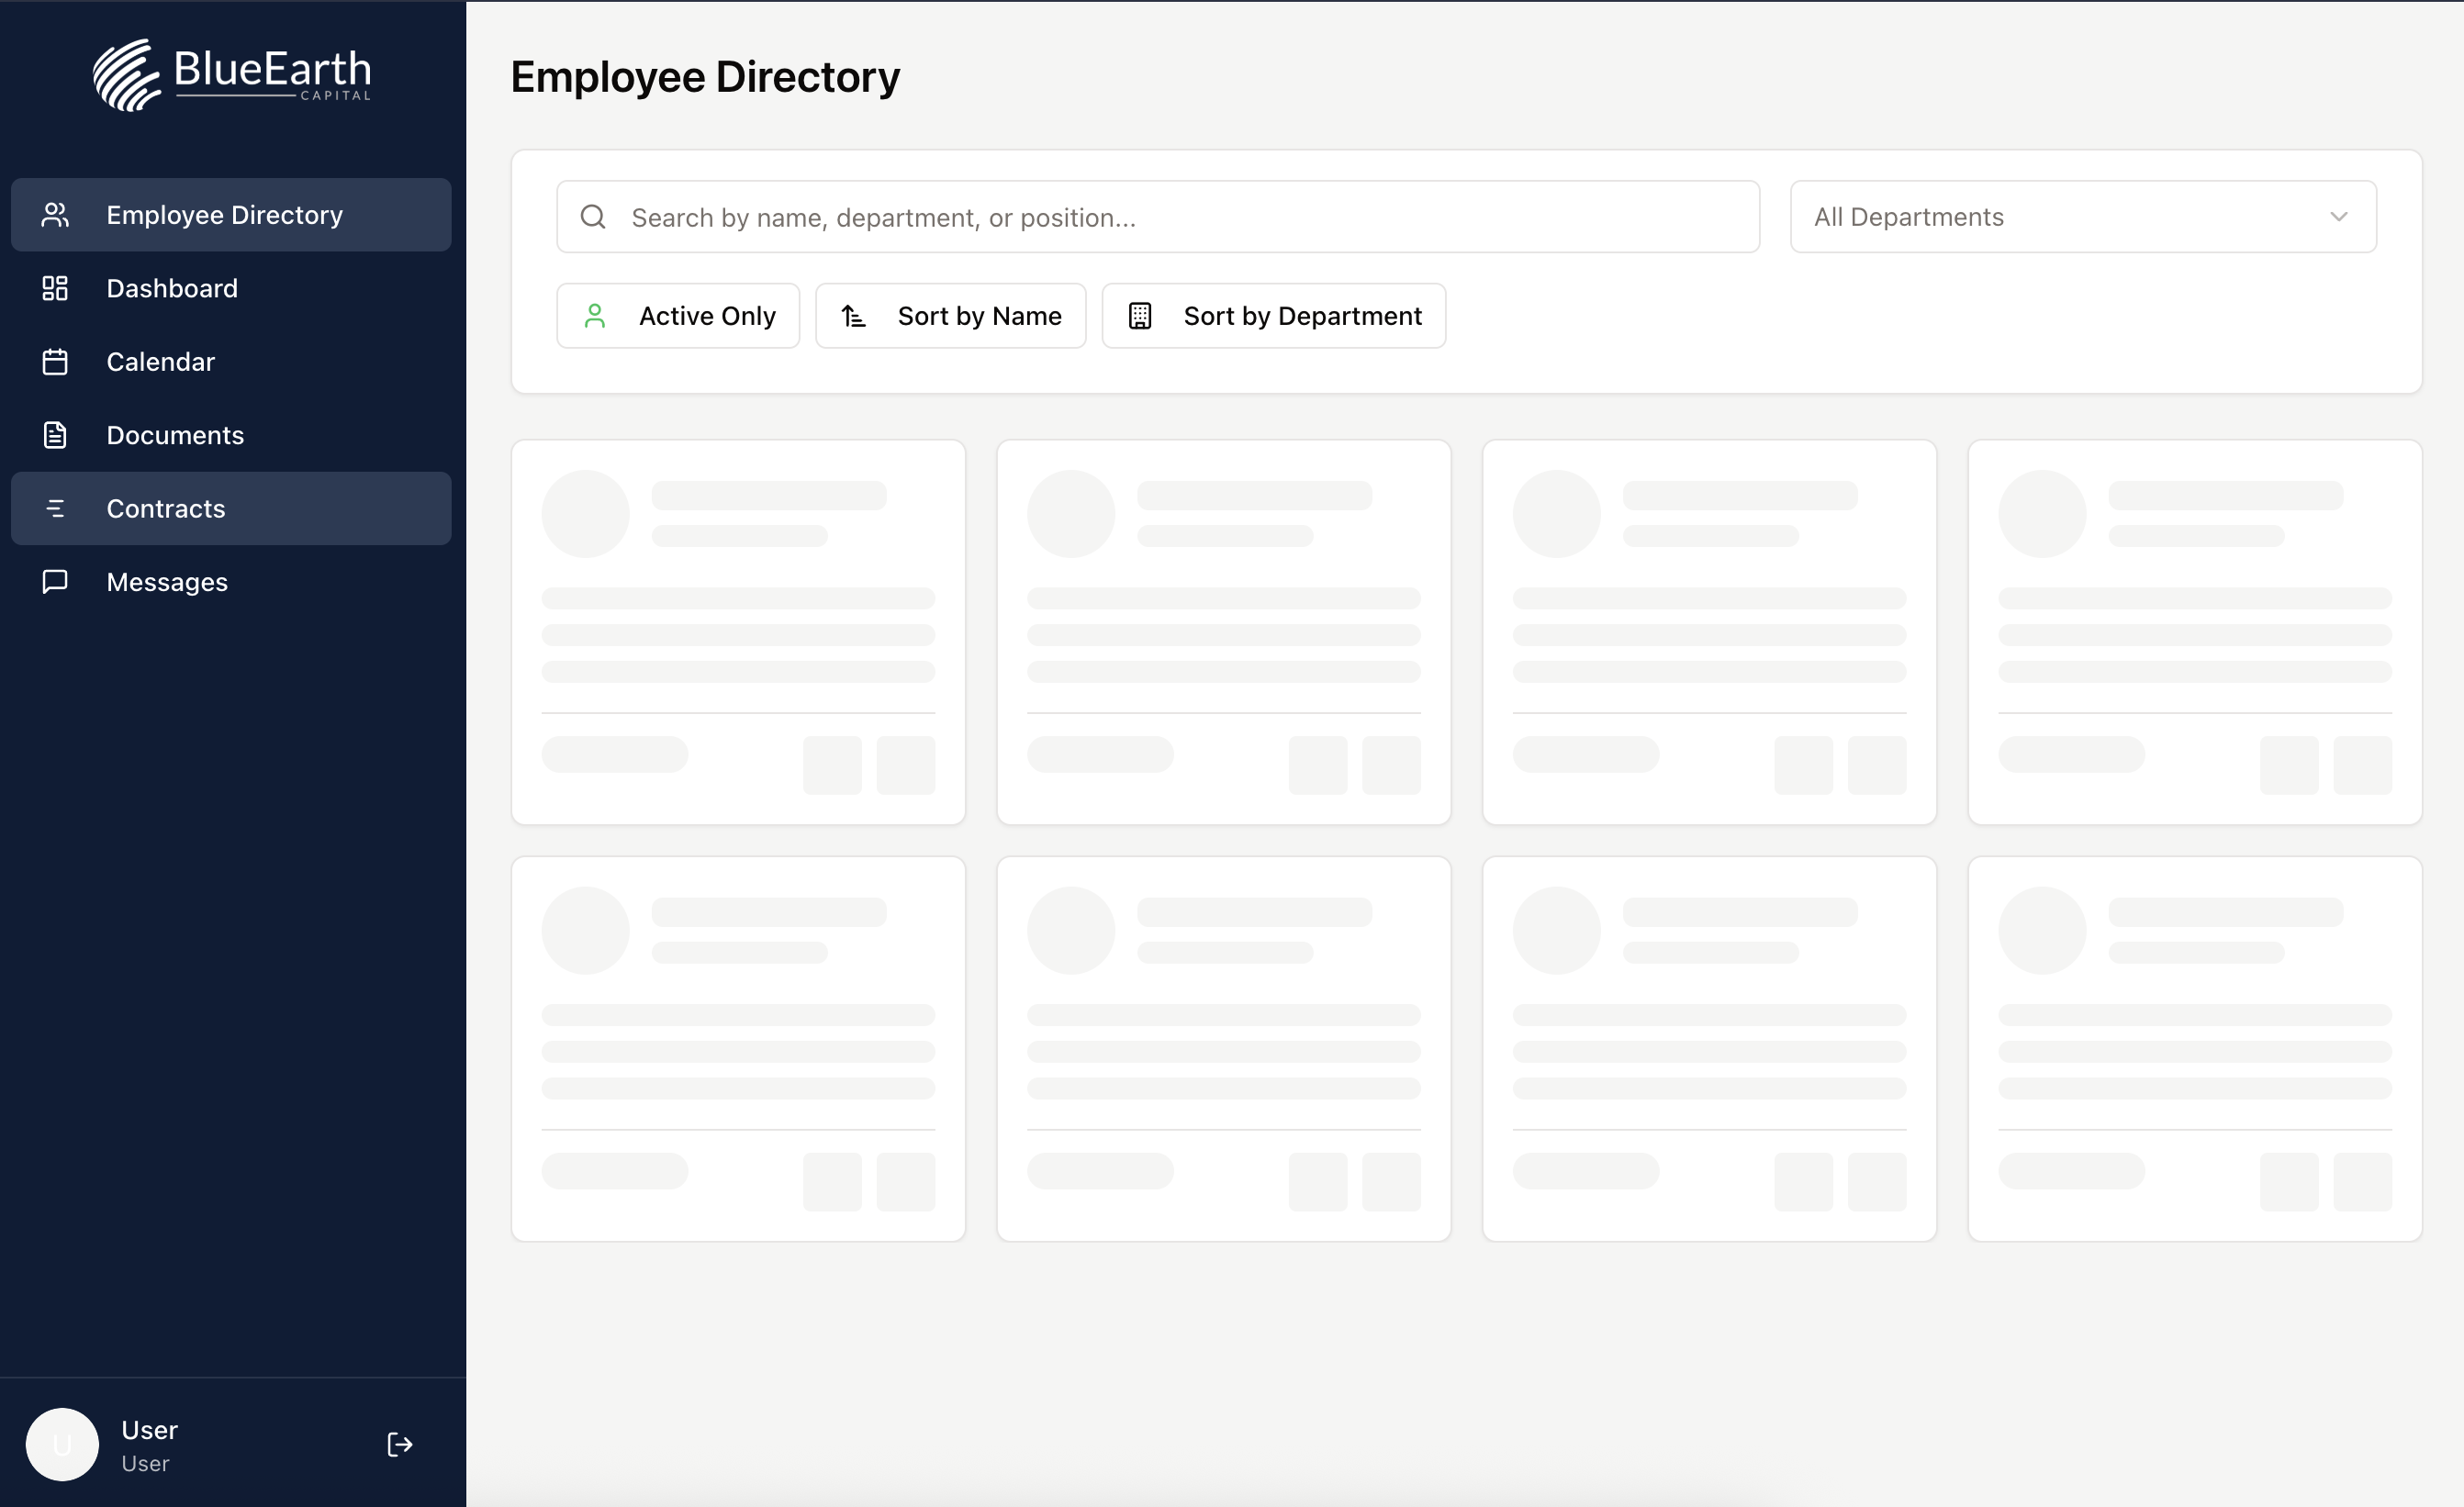 BlueEarth
CAPITAL
Employee Directory
Dashboard
Calendar
Documents
Contracts
Messages
U
User
User
Employee Directory
Search by name, department, or position...
All Departments
Active Only
Sort by Name
Sort by Department